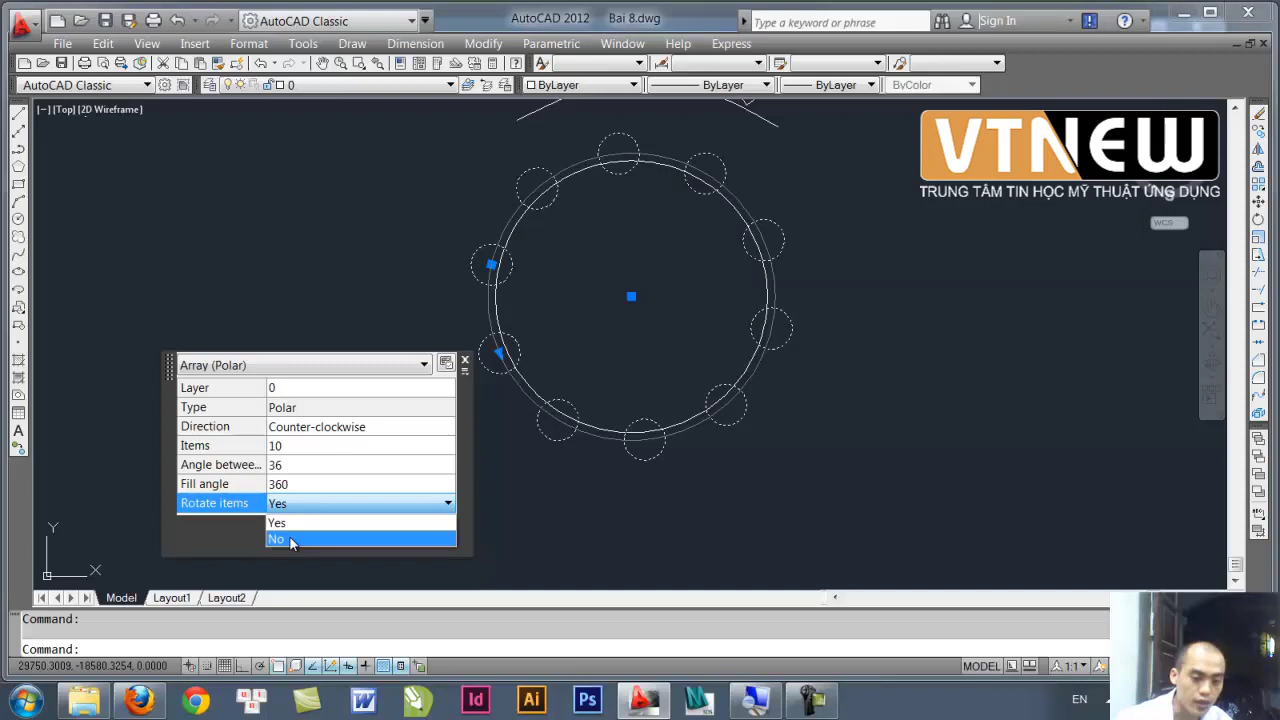 AutoCAD Classic
AutoCAD 2012 Bai 8.dwg
Type a keyword or phrase
Sign In
File Edit View Insert Format Tools Draw Dimension Modify Parametric Window Help Express
AutoCAD Classic
0
ByLayer
ByLayer
ByLayer
ByColor
[−] [Top] [2D Wireframe]
VTNEW
TRUNG TÂM TIN HỌC MỸ THUẬT ỨNG DỤNG
WCS
Array (Polar)
Layer 0
Type Polar
Direction Counter-clockwise
Items 10
Angle betwee... 36
Fill angle 360
Rotate items Yes
Yes
No
Y
X
Model Layout1 Layout2
Command:
Command:
29750.3009, -18580.3254, 0.0000
MODEL
1:1
W
Id
Ai
Ps
EN